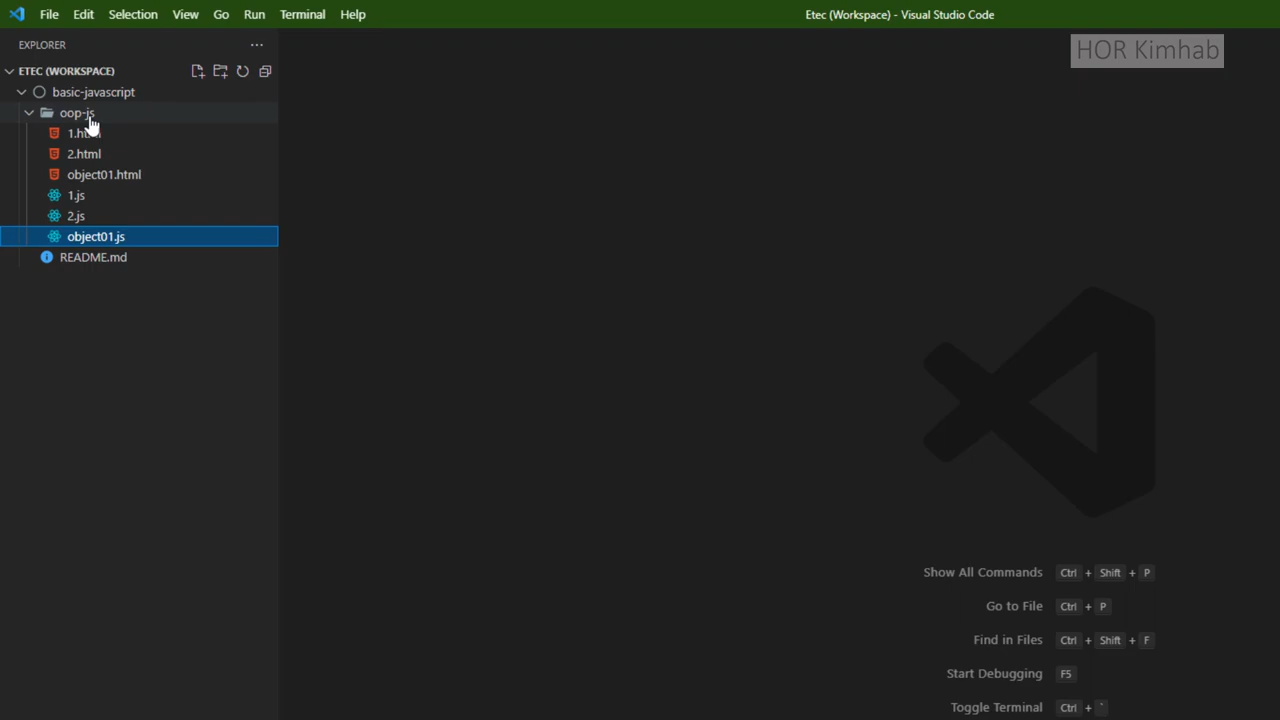 File Edit Selection View Go Run Terminal Help
Etec (Workspace) - Visual Studio Code
EXPLORER
HOR Kimhab
ETEC (WORKSPACE)
basic-javascript
oop-js
1.html
2.html
object01.html
1.js
2.js
object01.js
README.md
Show All Commands Ctrl + Shift + P
Go to File Ctrl + P
Find in Files Ctrl + Shift + F
Start Debugging F5
Toggle Terminal Ctrl + `